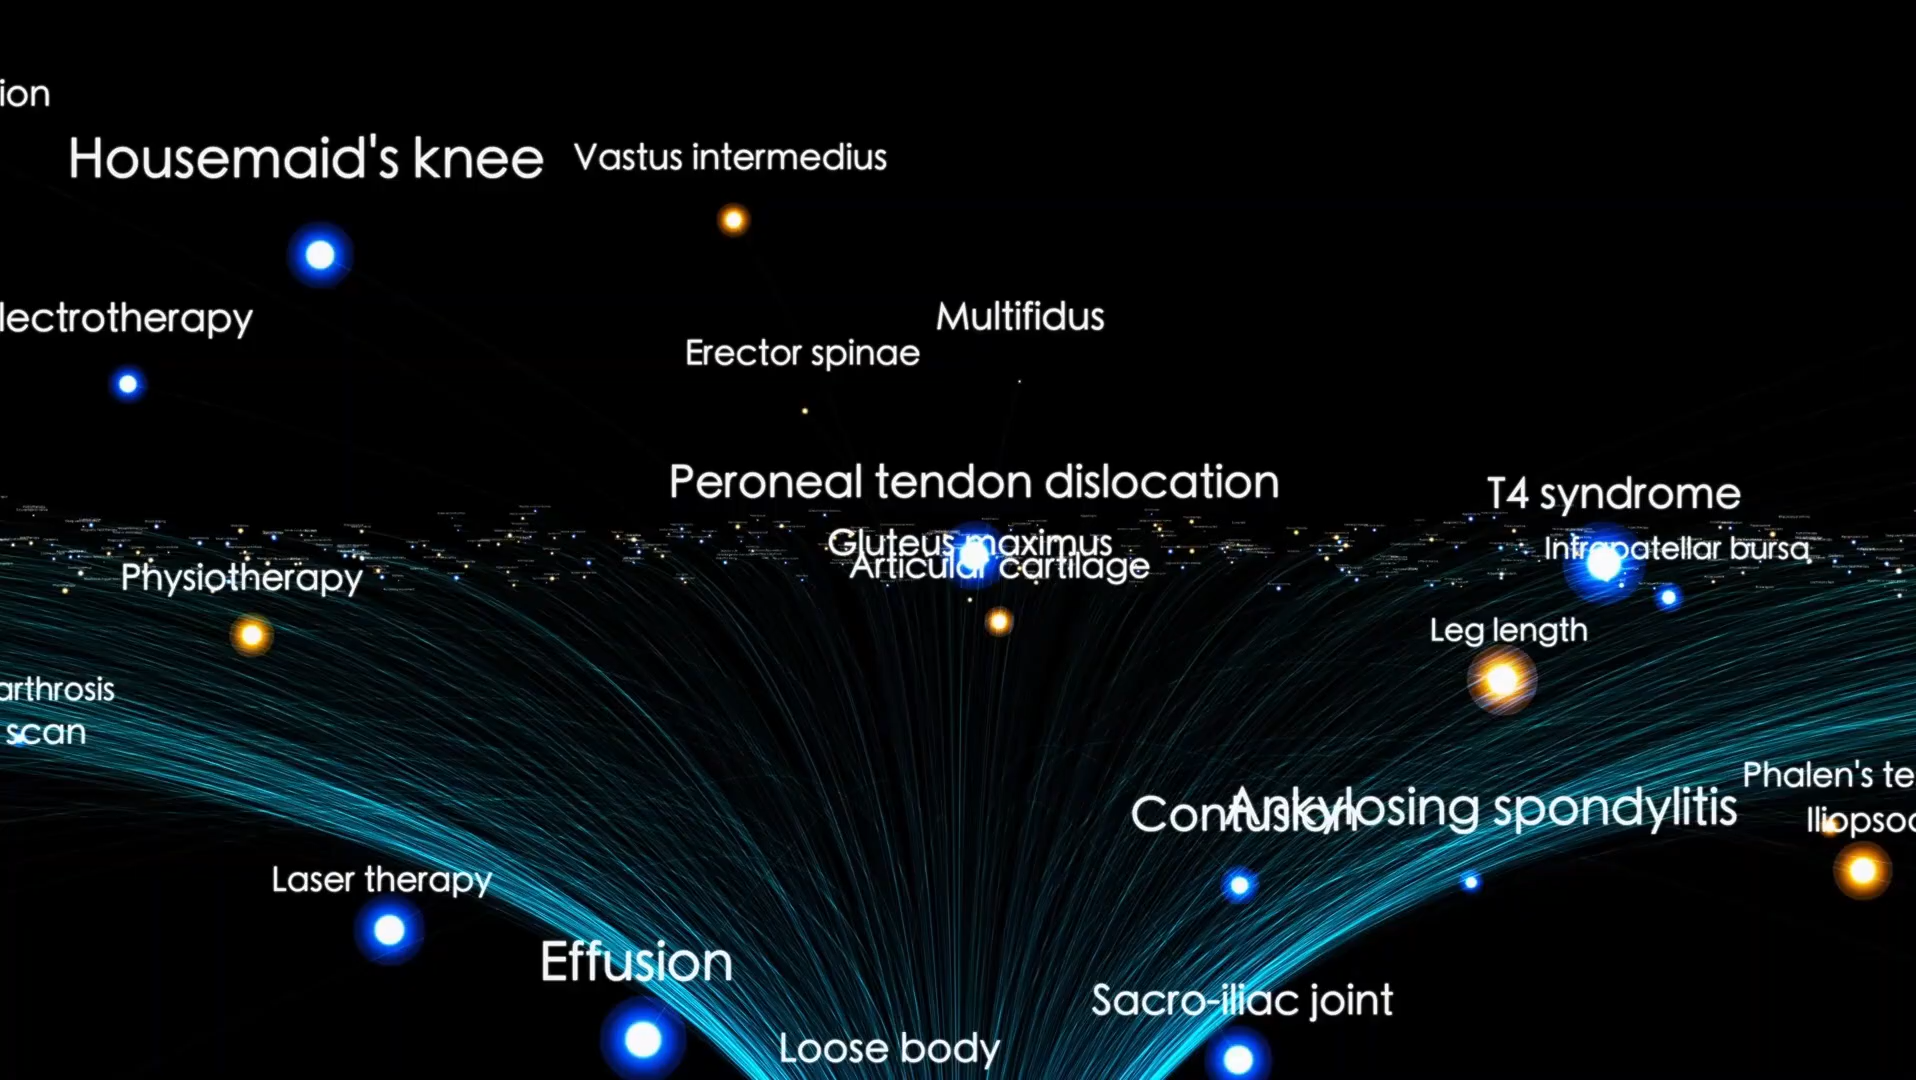 ion
Housemaid's knee
Vastus intermedius
lectrotherapy
Multifidus
Erector spinae
Peroneal tendon dislocation
T4 syndrome
Gluteus maximus
Infrapatellar bursa
Articular cartilage
Physiotherapy
Leg length
arthrosis
scan
Phalen's te
Contusion
Ankylosing spondylitis
Iliopsoa
Laser therapy
Effusion
Sacro-iliac joint
Loose body